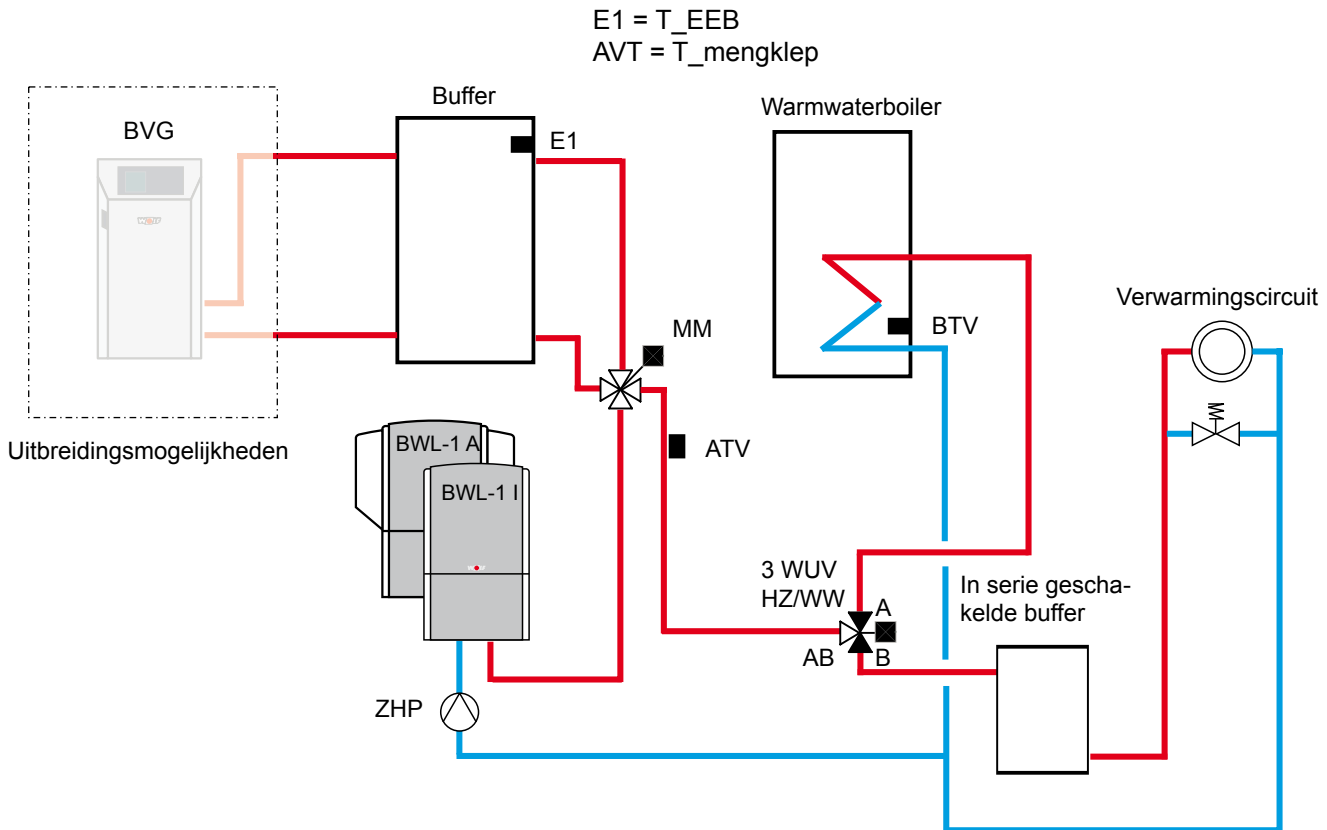 E1 = T_EEB
AVT = T_mengklep
Buffer
Warmwaterboiler
BVG
E1
WOLF
Verwarmingscircuit
MM
BTV
Uitbreidingsmogelijkheden
BWL-1 A
ATV
BWL-1 I
3 WUV
HZ/WW
In serie gescha-
kelde buffer
A
AB
B
ZHP